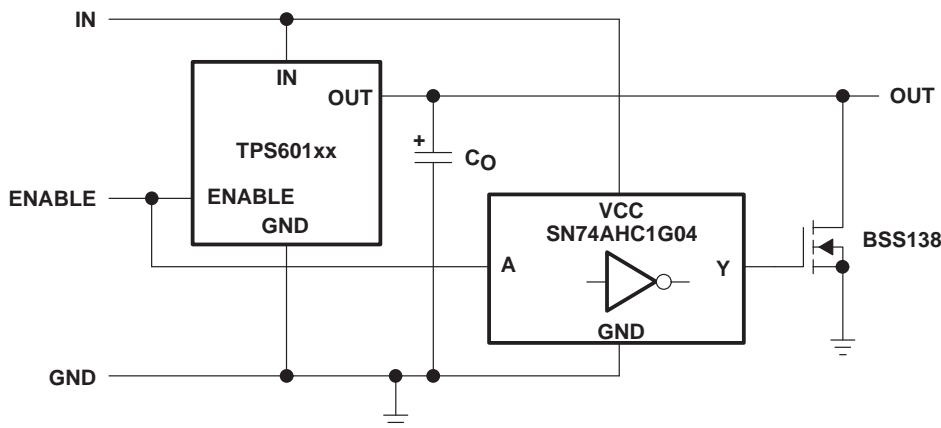 IN
IN
OUT
OUT
TPS601xx
+
CO
ENABLE
ENABLE
GND
VCC
SN74AHC1G04
BSS138
A
Y
GND
GND